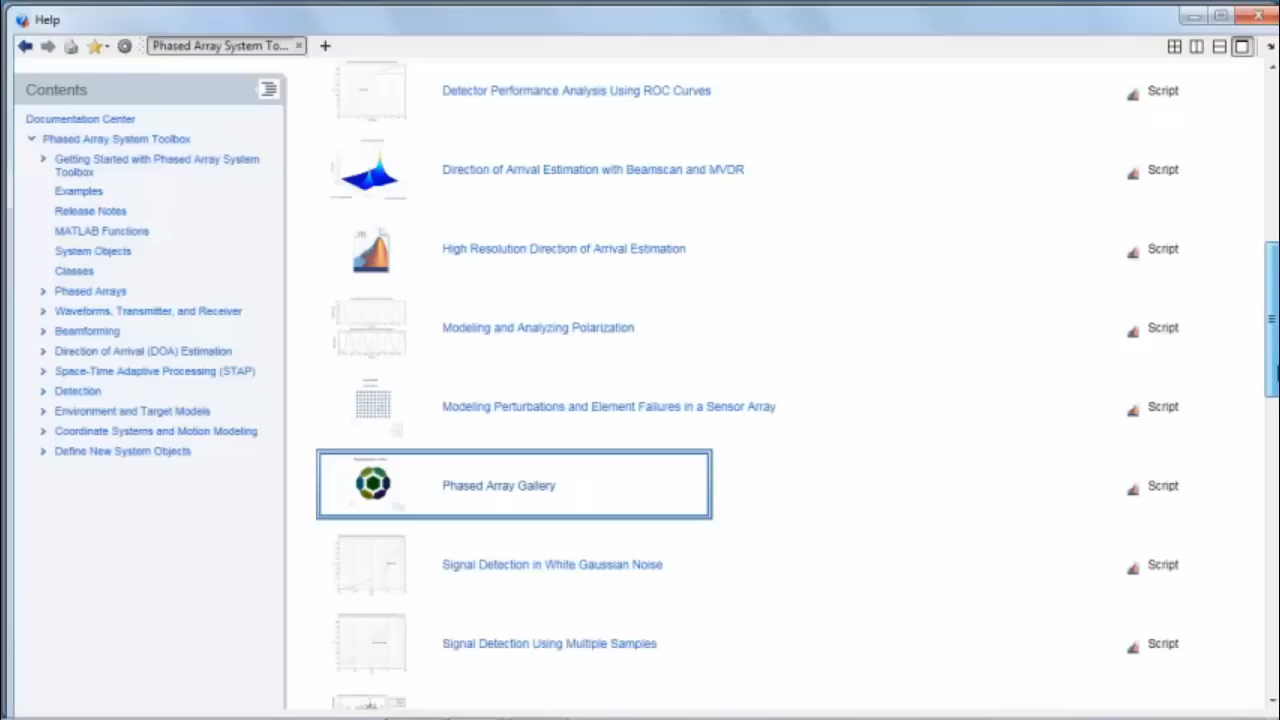 Help
Phased Array System To...
Contents
Documentation Center
Phased Array System Toolbox
Getting Started with Phased Array System
Toolbox
Examples
Release Notes
MATLAB Functions
System Objects
Classes
Phased Arrays
Waveforms, Transmitter, and Receiver
Beamforming
Direction of Arrival (DOA) Estimation
Space-Time Adaptive Processing (STAP)
Detection
Environment and Target Models
Coordinate Systems and Motion Modeling
Define New System Objects
Detector Performance Analysis Using ROC Curves
Script
Direction of Arrival Estimation with Beamscan and MVDR
Script
High Resolution Direction of Arrival Estimation
Script
Modeling and Analyzing Polarization
Script
Modeling Perturbations and Element Failures in a Sensor Array
Script
Phased Array Gallery
Script
Signal Detection in White Gaussian Noise
Script
Signal Detection Using Multiple Samples
Script